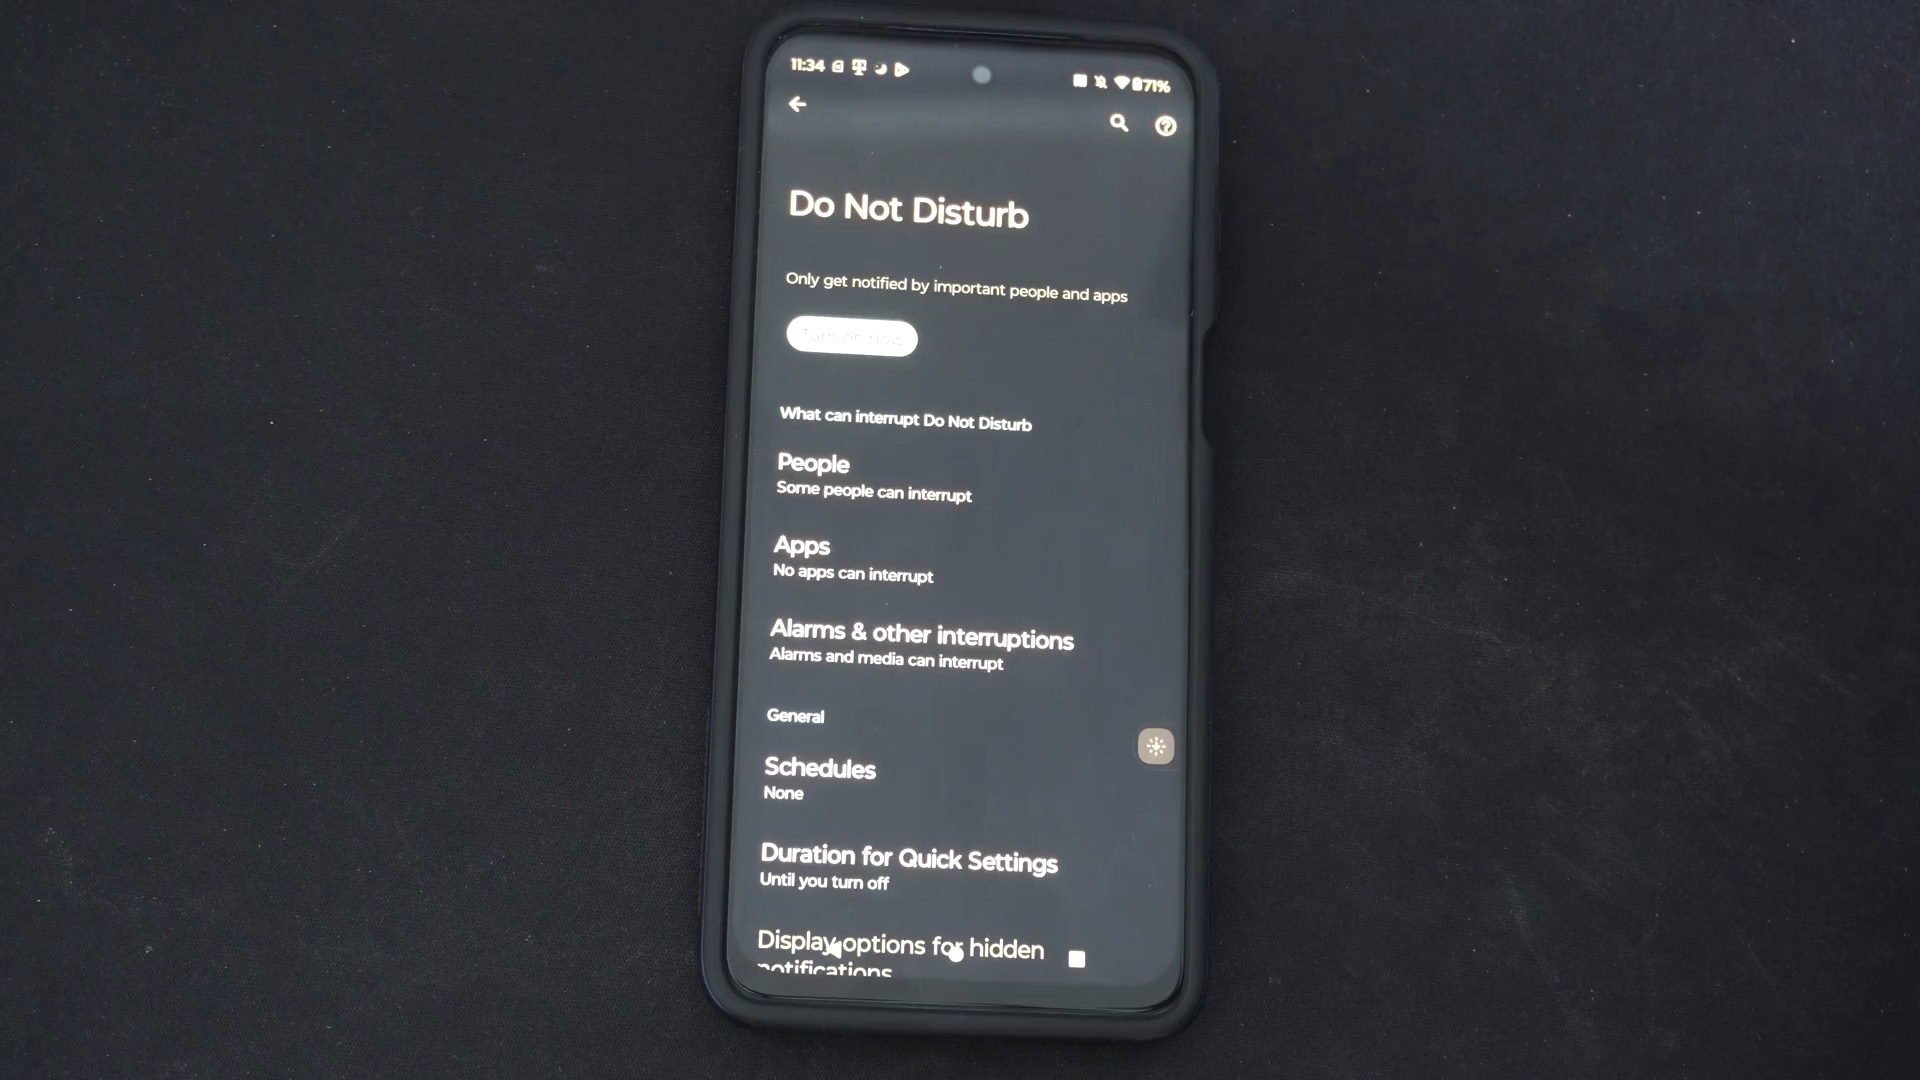 11:34
71%
Do Not Disturb
Only get notified by important people and apps
Turn on now
What can interrupt Do Not Disturb
People
Some people can interrupt
Apps
No apps can interrupt
Alarms & other interruptions
Alarms and media can interrupt
General
Schedules
None
Duration for Quick Settings
Until you turn off
Display options for hidden
notifications